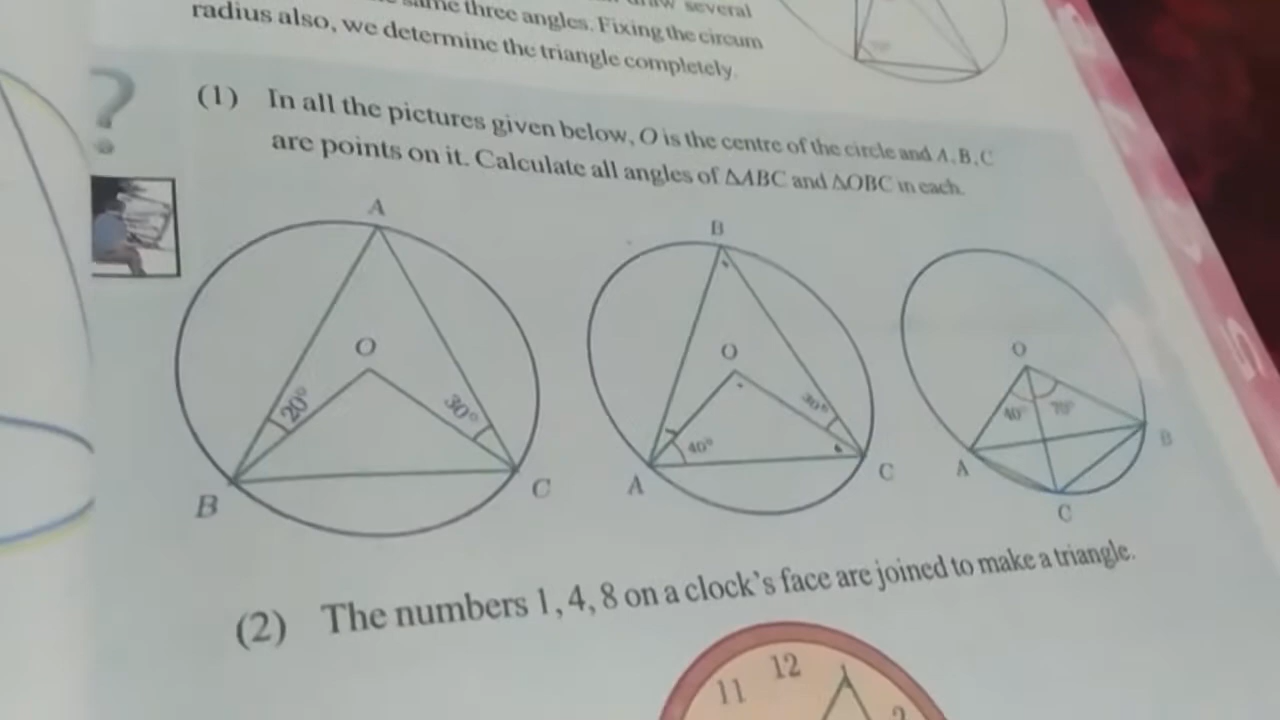 draw several
same three angles. Fixing the circum
radius also, we determine the triangle completely.
?
(1) In all the pictures given below, O is the centre of the circle and A, B, C
are points on it. Calculate all angles of ΔABC and ΔOBC in each.
A
O
20°
30°
B
C
B
O
30°
40°
A
C
O
40°
70°
A
B
C
(2) The numbers 1, 4, 8 on a clock's face are joined to make a triangle.
12
11